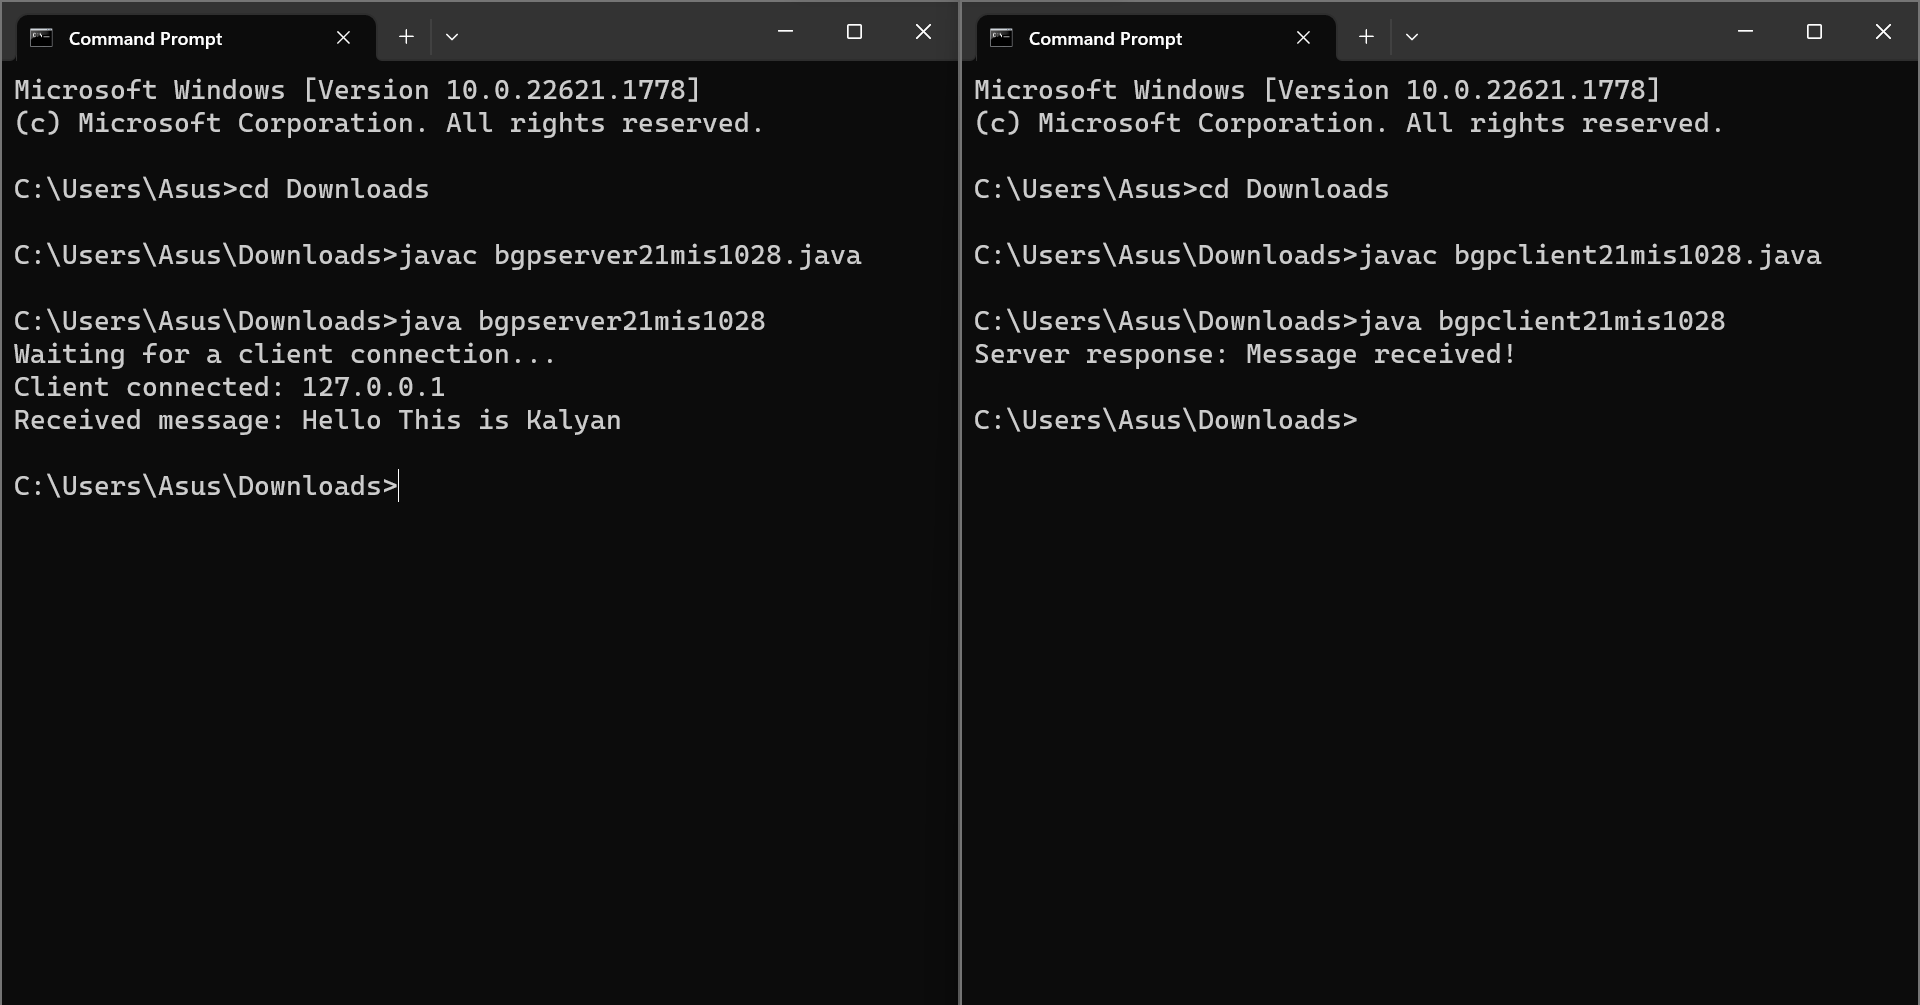 Command Prompt
Microsoft Windows [Version 10.0.22621.1778]
(c) Microsoft Corporation. All rights reserved.
C:\Users\Asus>cd Downloads
C:\Users\Asus\Downloads>javac bgpserver21mis1028.java
C:\Users\Asus\Downloads>java bgpserver21mis1028
Waiting for a client connection...
Client connected: 127.0.0.1
Received message: Hello This is Kalyan
C:\Users\Asus\Downloads>
Command Prompt
Microsoft Windows [Version 10.0.22621.1778]
(c) Microsoft Corporation. All rights reserved.
C:\Users\Asus>cd Downloads
C:\Users\Asus\Downloads>javac bgpclient21mis1028.java
C:\Users\Asus\Downloads>java bgpclient21mis1028
Server response: Message received!
C:\Users\Asus\Downloads>